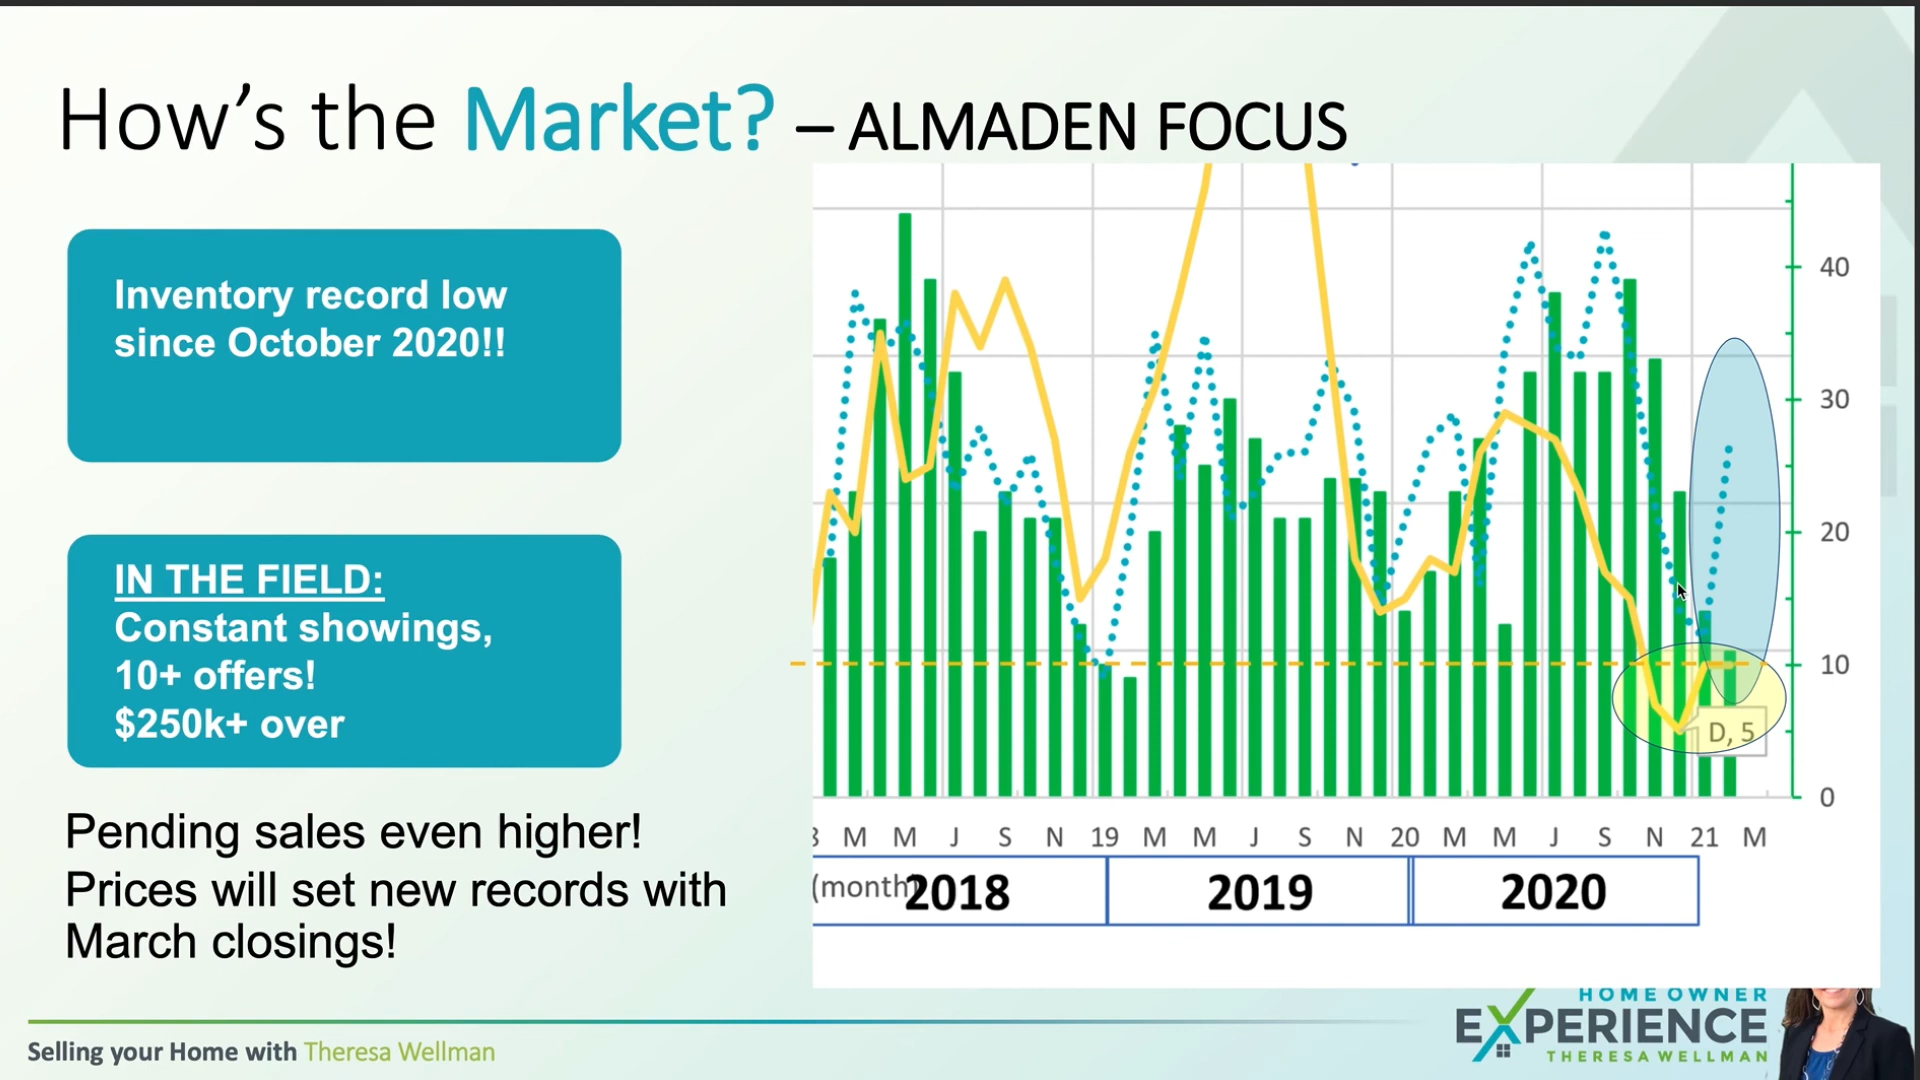 How's the Market? – ALMADEN FOCUS
Inventory record low
since October 2020!!
IN THE FIELD:
Constant showings,
10+ offers!
$250k+ over
Pending sales even higher!
Prices will set new records with
March closings!
40
30
20
10
0
D, 5
M M J S N 19 M M J S N 20 M M J S N 21 M
(month)
2018 2019 2020
Selling your Home with Theresa Wellman
HOME OWNER
EXPERIENCE
THERESA WELLMAN